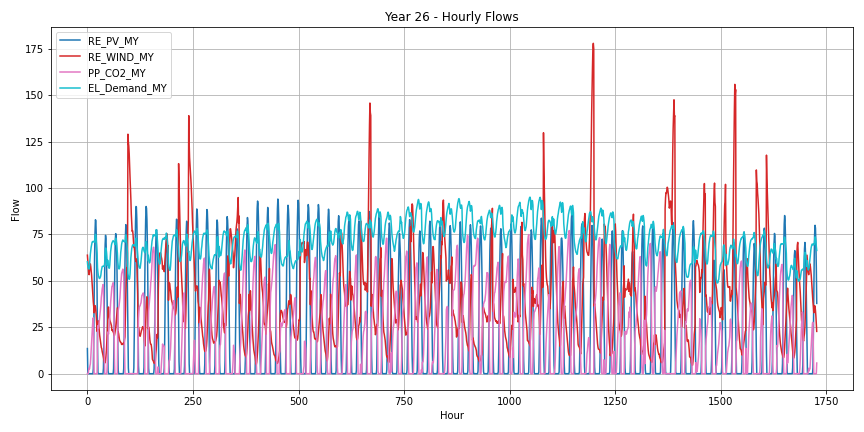 Year 26 - Hourly Flows
RE_PV_MY
RE_WIND_MY
PP_CO2_MY
EL_Demand_MY
Flow
175
150
125
100
75
50
25
0
0
250
500
750
1000
1250
1500
1750
Hour